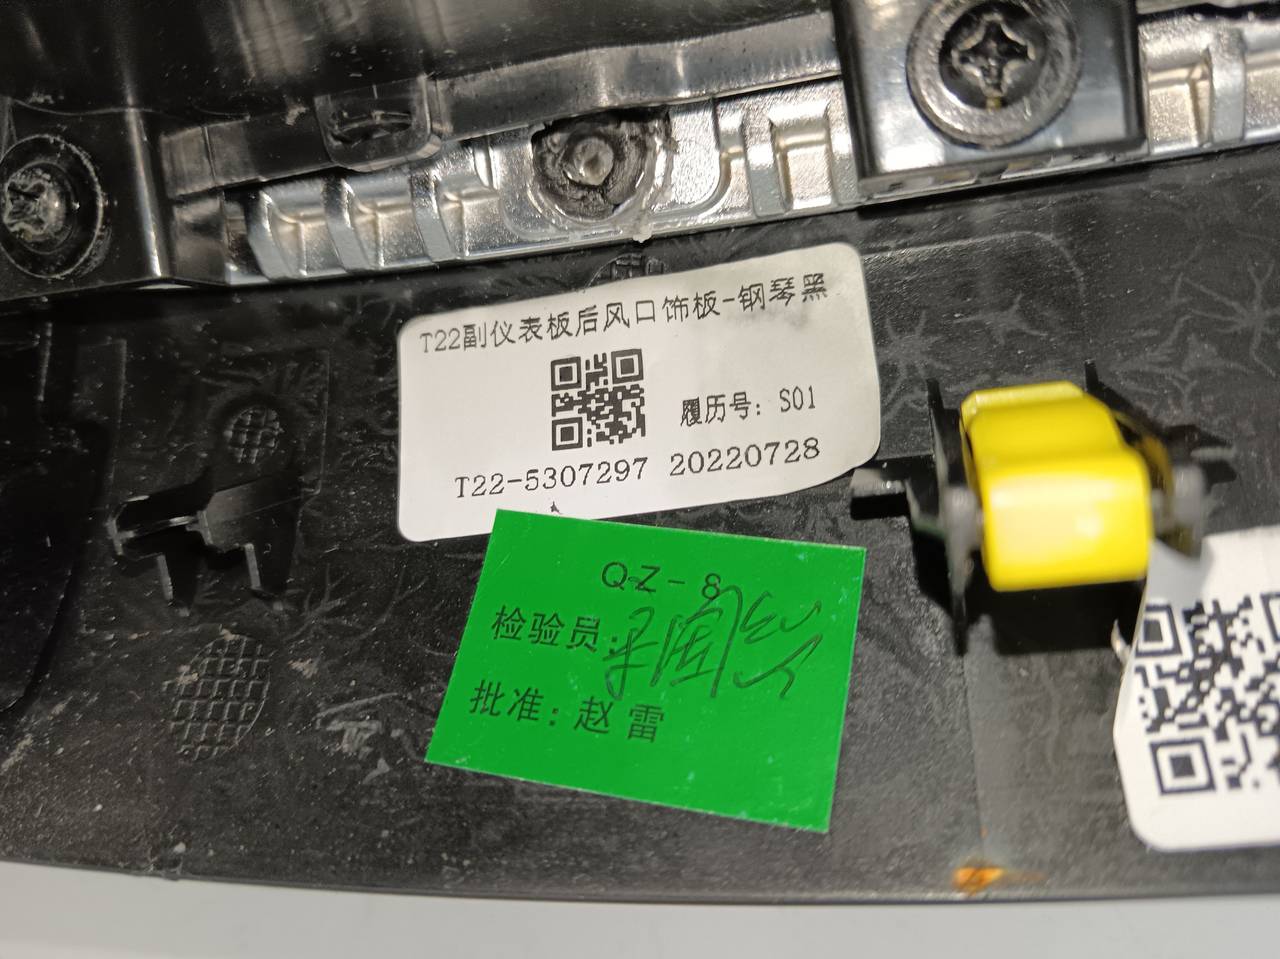 T22副仪表板后风口饰板-钢琴黑
履历号: S01
T22-5307297 20220728
QZ-8
检验员:
批准: 赵雷